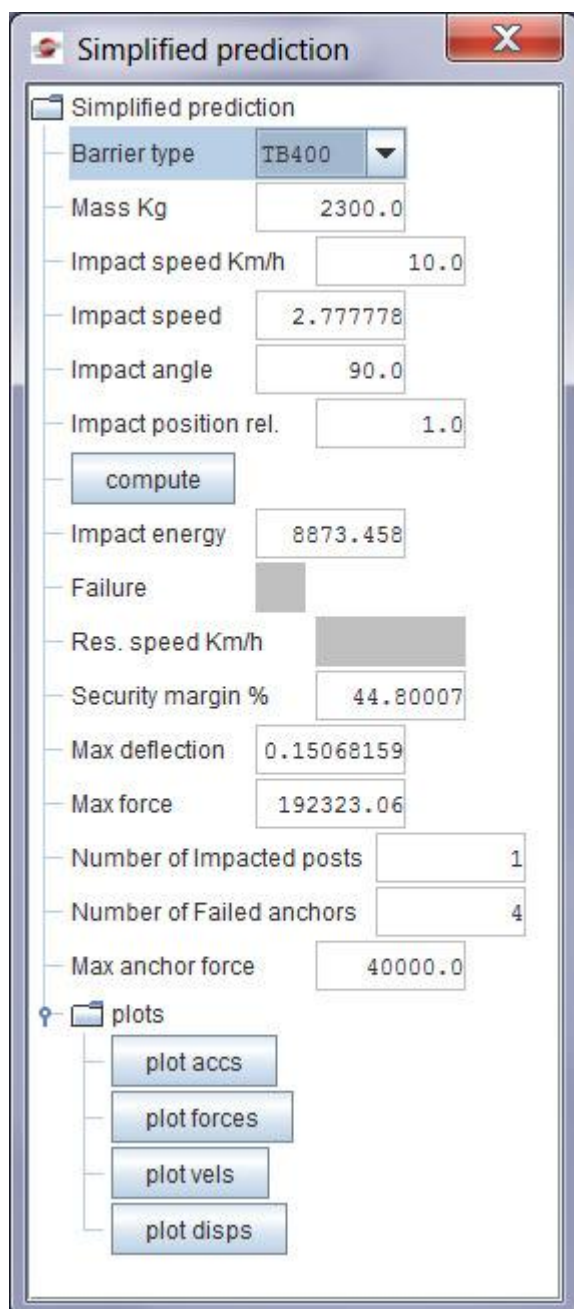 Simplified prediction
Simplified prediction
Barrier type TB400
Mass Kg 2300.0
Impact speed Km/h 10.0
Impact speed 2.777778
Impact angle 90.0
Impact position rel. 1.0
compute
Impact energy 8873.458
Failure
Res. speed Km/h
Security margin % 44.80007
Max deflection 0.15068159
Max force 192323.06
Number of Impacted posts 1
Number of Failed anchors 4
Max anchor force 40000.0
plots
plot accs
plot forces
plot vels
plot disps